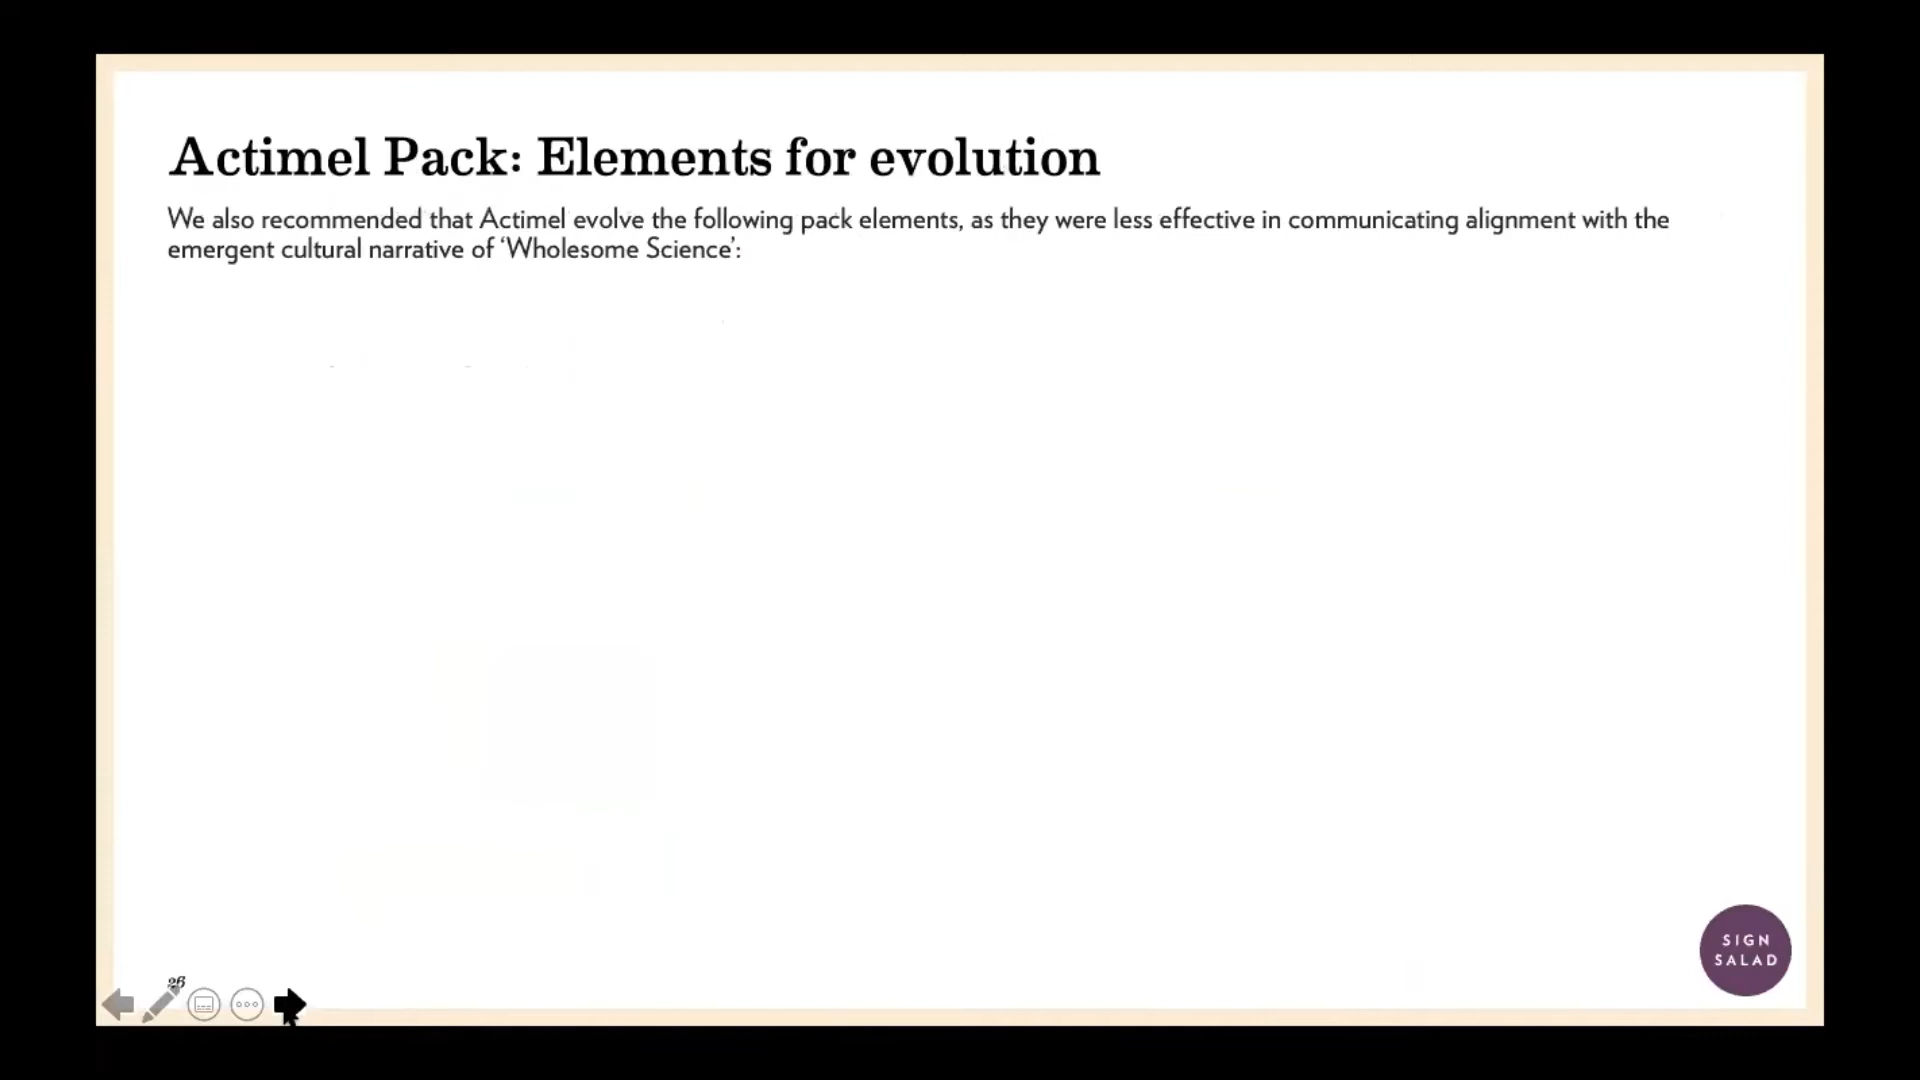 Actimel Pack: Elements for evolution
We also recommended that Actimel evolve the following pack elements, as they were less effective in communicating alignment with the
emergent cultural narrative of ‘Wholesome Science’:
SIGN
SALAD
26